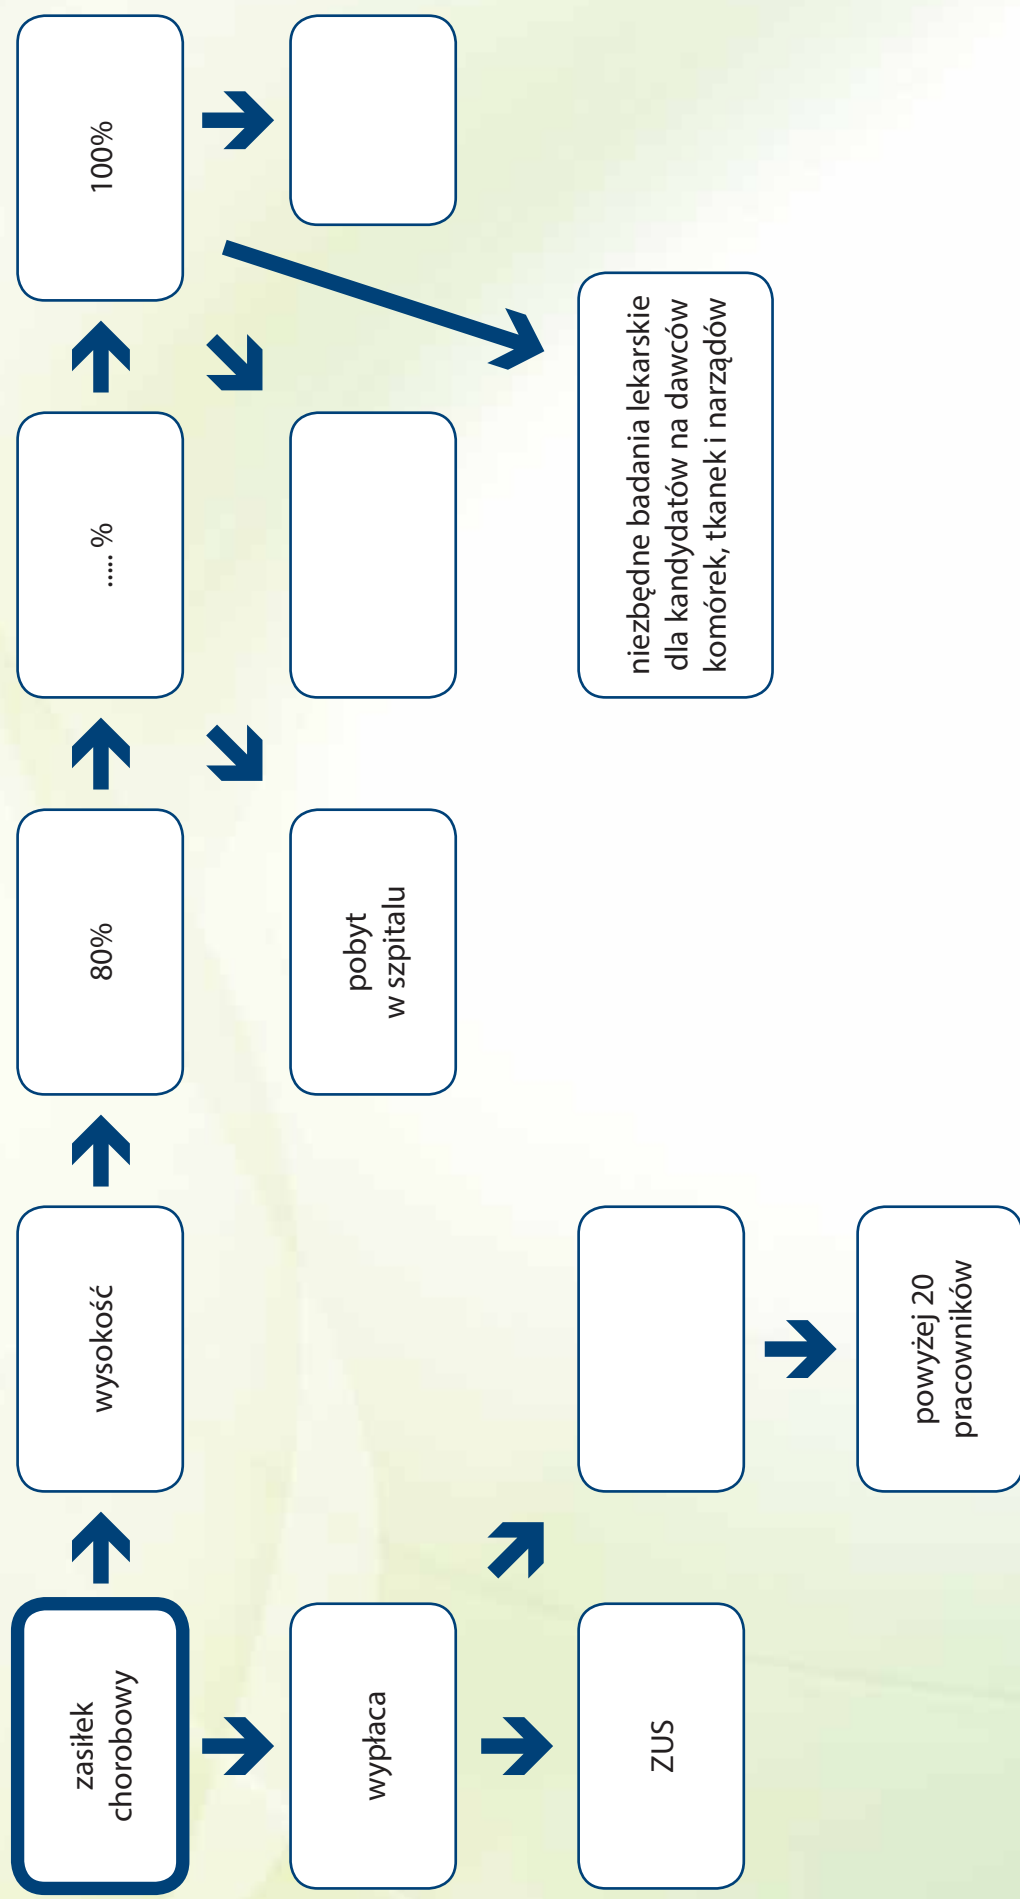 zasiłek
chorobowy
wysokość
80%
..... %
100%
wypłaca
pobyt
w szpitalu
ZUS
niezbędne badania lekarskie
dla kandydatów na dawców
komórek, tkanek i narządów
powyżej 20
pracowników